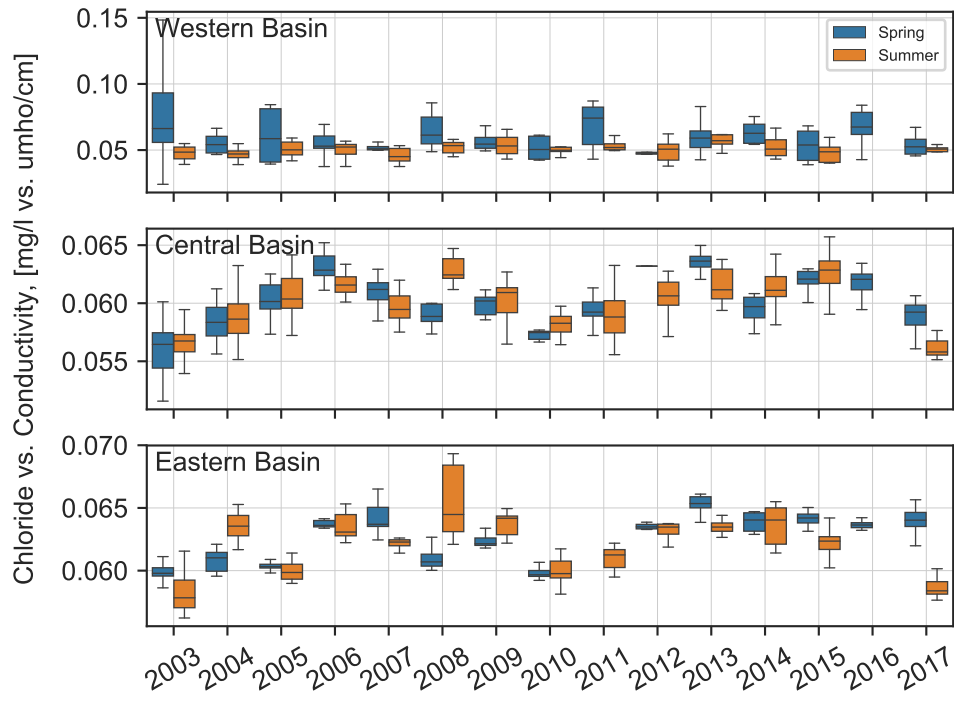 Chloride vs. Conductivity, [mg/l vs. umho/cm]
Western Basin
Spring
Summer
0.15
0.10
0.05
Central Basin
0.065
0.060
0.055
Eastern Basin
0.070
0.065
0.060
2003 2004 2005 2006 2007 2008 2009 2010 2011 2012 2013 2014 2015 2016 2017